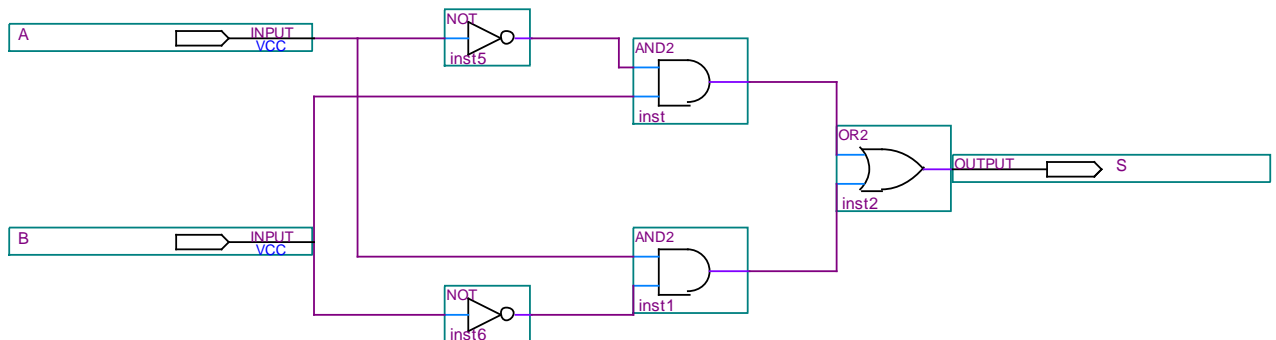 A
INPUT
VCC
NOT
inst5
AND2
inst
OR2
inst2
OUTPUT
S
B
INPUT
VCC
AND2
inst1
NOT
inst6